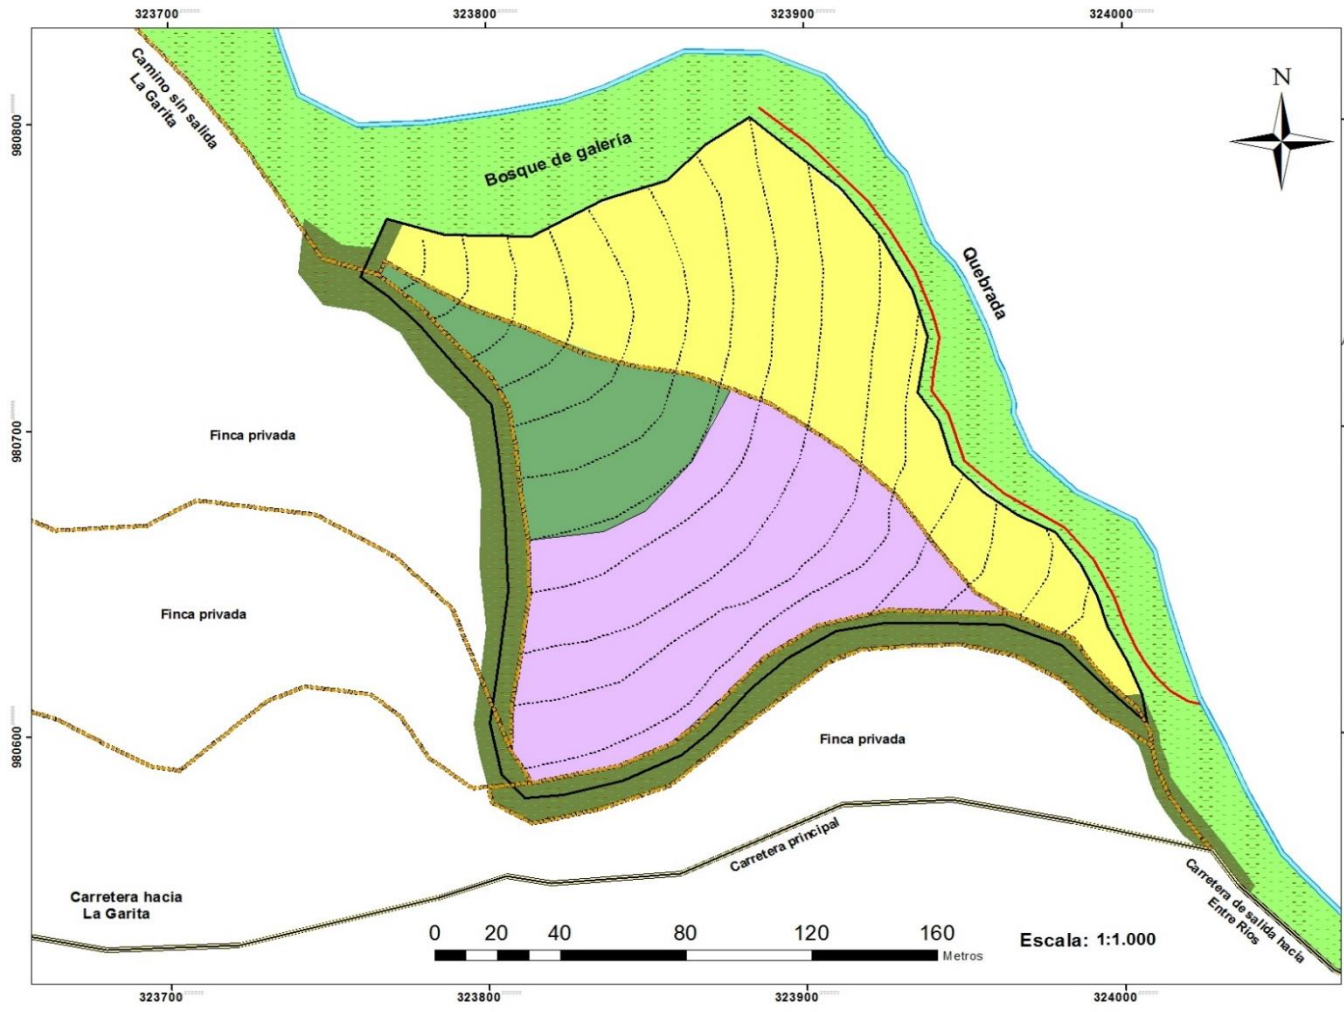 323700 323800 323900 324000
Camino sin salida
La Garita
N
980800
Bosque de galería
Quebrada
980700
Finca privada
Finca privada
980600
Finca privada
Carretera principal
Carretera hacia
La Garita
Carretera de salida hacia
Entre Ríos
0 20 40 80 120 160
Metros
Escala: 1:1.000
323700 323800 323900 324000